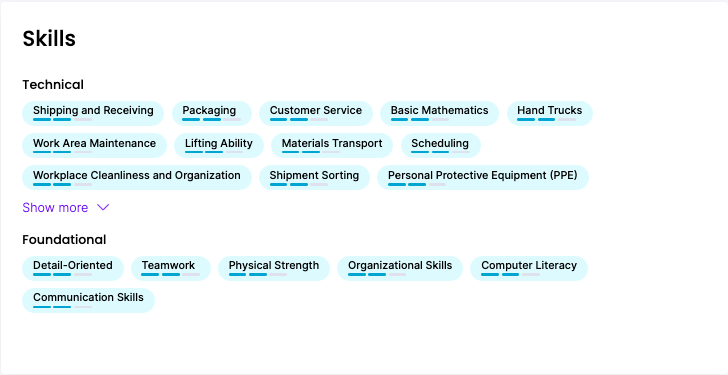 Skills
Technical
Shipping and Receiving Packaging Customer Service Basic Mathematics Hand Trucks
Work Area Maintenance Lifting Ability Materials Transport Scheduling
Workplace Cleanliness and Organization Shipment Sorting Personal Protective Equipment (PPE)
Show more
Foundational
Detail-Oriented Teamwork Physical Strength Organizational Skills Computer Literacy
Communication Skills